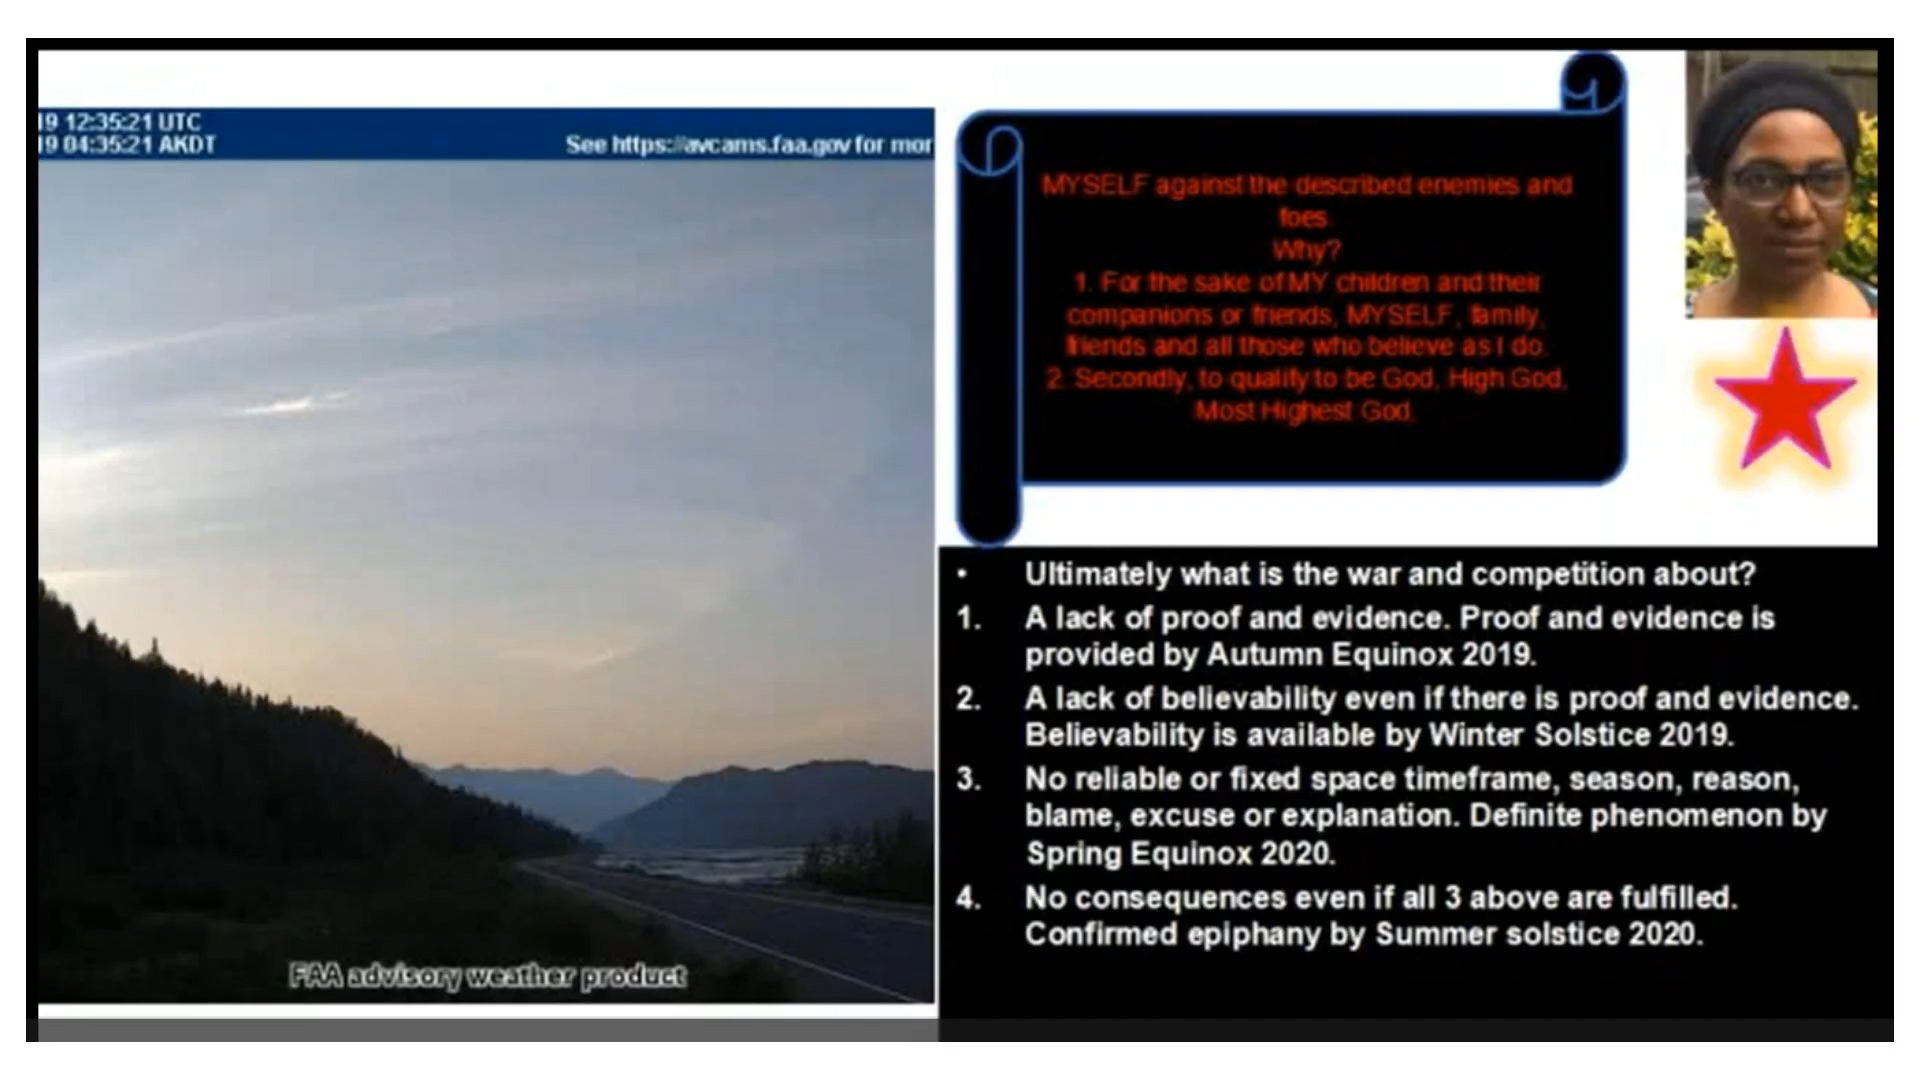 19 12:35:21 UTC
19 04:35:21 AKDT
See https://avcams.faa.gov for mor
FAA advisory weather product
MYSELF against the described enemies and
foes.
Why?
1. For the sake of MY children and their
companions or friends, MYSELF, family,
friends and all those who believe as I do.
2. Secondly, to qualify to be God, High God,
Most Highest God.
• Ultimately what is the war and competition about?
1. A lack of proof and evidence. Proof and evidence is
provided by Autumn Equinox 2019.
2. A lack of believability even if there is proof and evidence.
Believability is available by Winter Solstice 2019.
3. No reliable or fixed space timeframe, season, reason,
blame, excuse or explanation. Definite phenomenon by
Spring Equinox 2020.
4. No consequences even if all 3 above are fulfilled.
Confirmed epiphany by Summer solstice 2020.